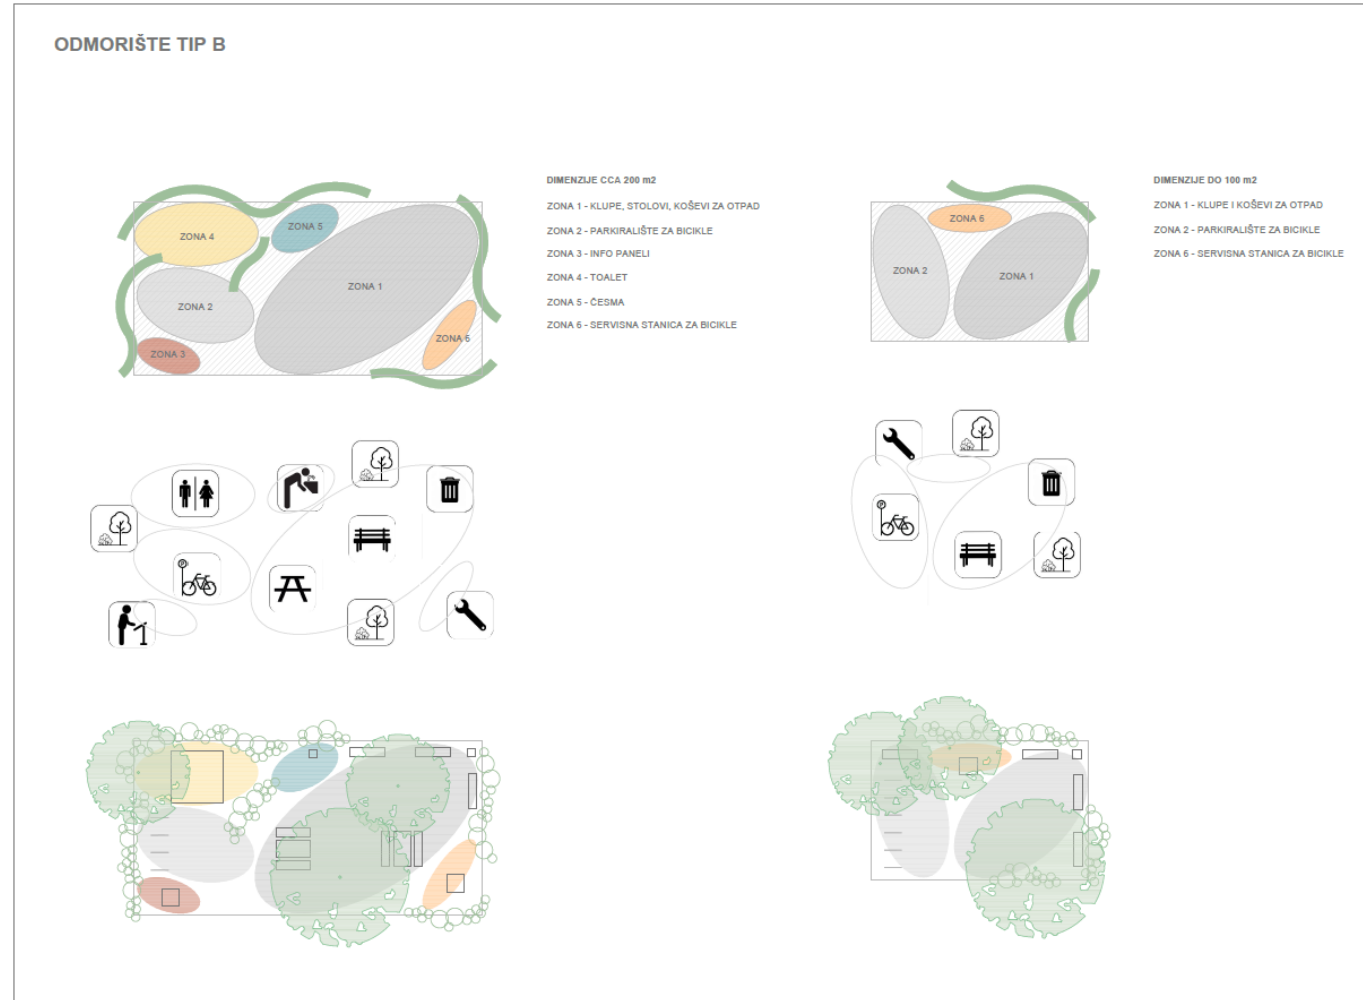 ODMORIŠTE TIP B
ZONA 4
ZONA 5
ZONA 1
ZONA 2
ZONA 3
ZONA 6
DIMENZIJE CCA 200 m2
ZONA 1 - KLUPE, STOLOVI, KOŠEVI ZA OTPAD
ZONA 2 - PARKIRALIŠTE ZA BICIKLE
ZONA 3 - INFO PANELI
ZONA 4 - TOALET
ZONA 5 - ČESMA
ZONA 6 - SERVISNA STANICA ZA BICIKLE
ZONA 6
ZONA 2
ZONA 1
DIMENZIJE DO 100 m2
ZONA 1 - KLUPE I KOŠEVI ZA OTPAD
ZONA 2 - PARKIRALIŠTE ZA BICIKLE
ZONA 6 - SERVISNA STANICA ZA BICIKLE
P
P